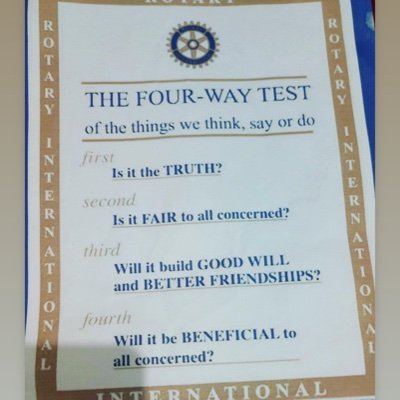 ROTARY
ROTARY INTERNATIONAL
ROTARY INTERNATIONAL
THE FOUR-WAY TEST
of the things we think, say or do
first
Is it the TRUTH?
second
Is it FAIR to all concerned?
third
Will it build GOOD WILL
and BETTER FRIENDSHIPS?
fourth
Will it be BENEFICIAL to
all concerned?
INTERNATIONAL